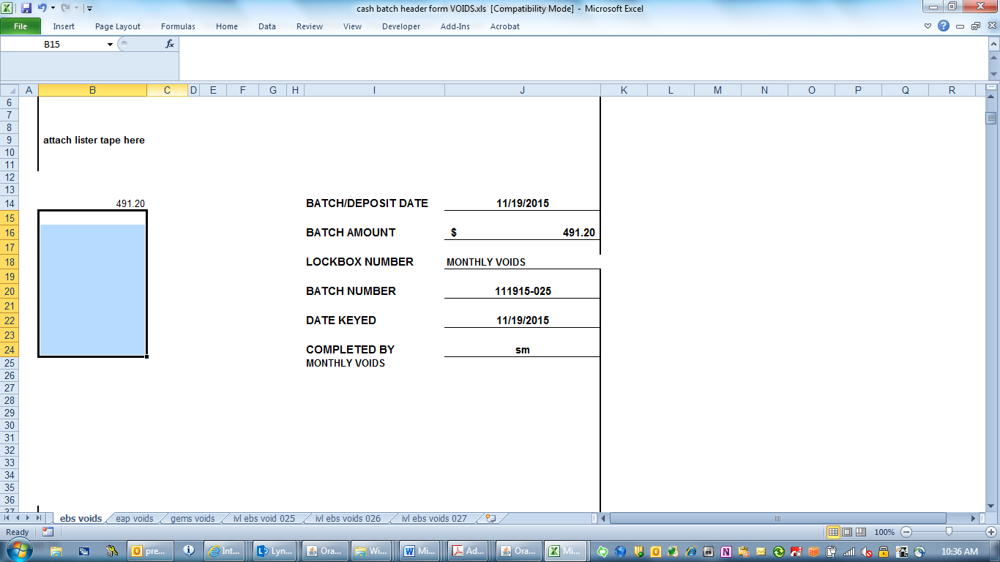 cash batch header form VOIDS.xls [Compatibility Mode] - Microsoft Excel
File Insert Page Layout Formulas Home Data Review View Developer Add-Ins Acrobat
B15 fx
A B C D E F G H I J K L M N O P Q R
6
7
8
9 attach lister tape here
10
11
12
13
14 491.20 BATCH/DEPOSIT DATE 11/19/2015
15
16 BATCH AMOUNT $ 491.20
17
18 LOCKBOX NUMBER MONTHLY VOIDS
19
20 BATCH NUMBER 111915-025
21
22 DATE KEYED 11/19/2015
23
24 COMPLETED BY sm
25 MONTHLY VOIDS
26
27
28
29
30
31
32
33
34
35
36
37
ebs voids eap voids gems voids ivl ebs void 025 ivl ebs voids 026 ivl ebs voids 027
Ready 100%
pre... Int... Lyn... Ora... Wi... Mi... Ad... Ora... Mi... 10:36 AM